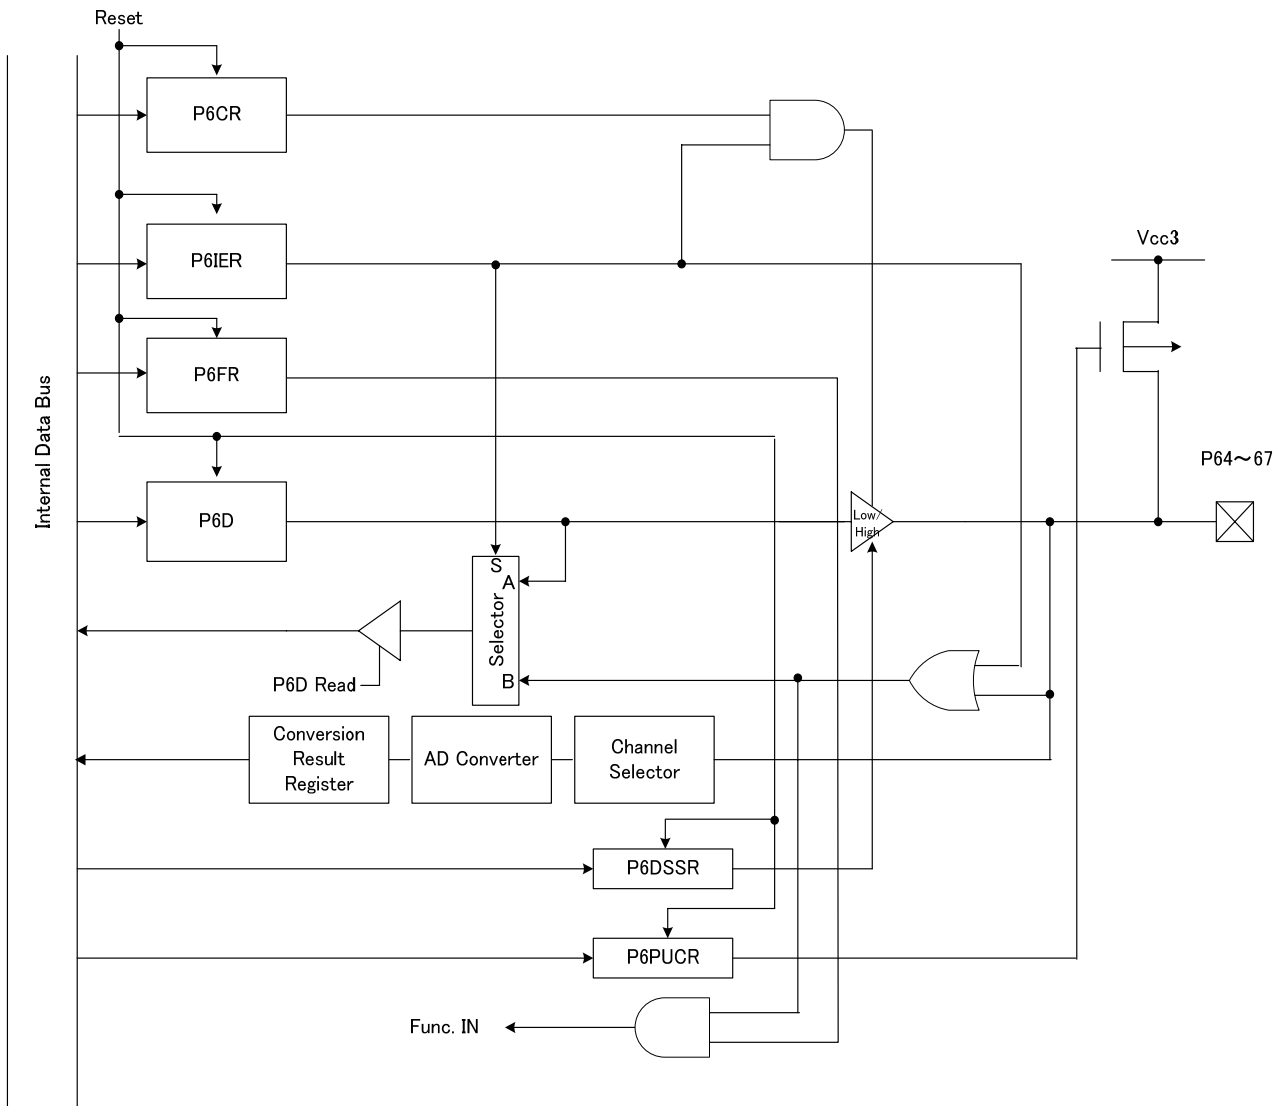 Reset
P6CR
P6IER
Vcc3
P6FR
Internal Data Bus
P64～67
P6D
Low/
High
S
A
Selector
B
P6D Read
Conversion
Result
Register
AD Converter
Channel
Selector
P6DSSR
P6PUCR
Func. IN